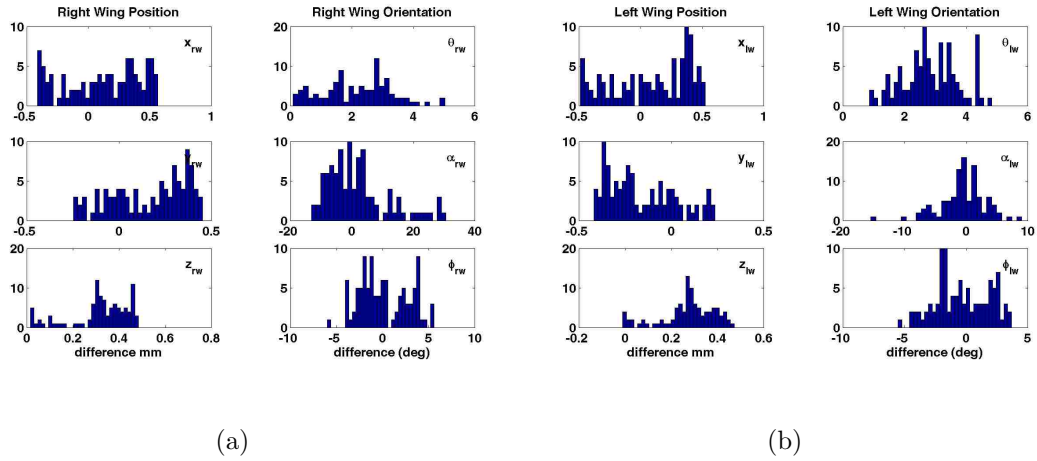 Right Wing Position
Right Wing Orientation
Left Wing Position
Left Wing Orientation
10
5
0
x_rw
-0.5 0 0.5 1
20
10
0
θ_rw
0 2 4 6
10
5
0
x_lw
-0.5 0 0.5 1
10
5
0
θ_lw
0 2 4 6
10
5
0
rw
-0.5 0 0.5
10
5
0
α_rw
-20 0 20 40
10
5
0
y_lw
-0.5 0 0.5
20
10
0
α_lw
-20 -10 0 10
20
10
0
z_rw
0 0.2 0.4 0.6 0.8
difference mm
10
5
0
ϕ_rw
-10 -5 0 5 10
difference (deg)
20
10
0
z_lw
-0.2 0 0.2 0.4 0.6
difference mm
10
5
0
ϕ_lw
-10 -5 0 5
difference (deg)
(a)
(b)